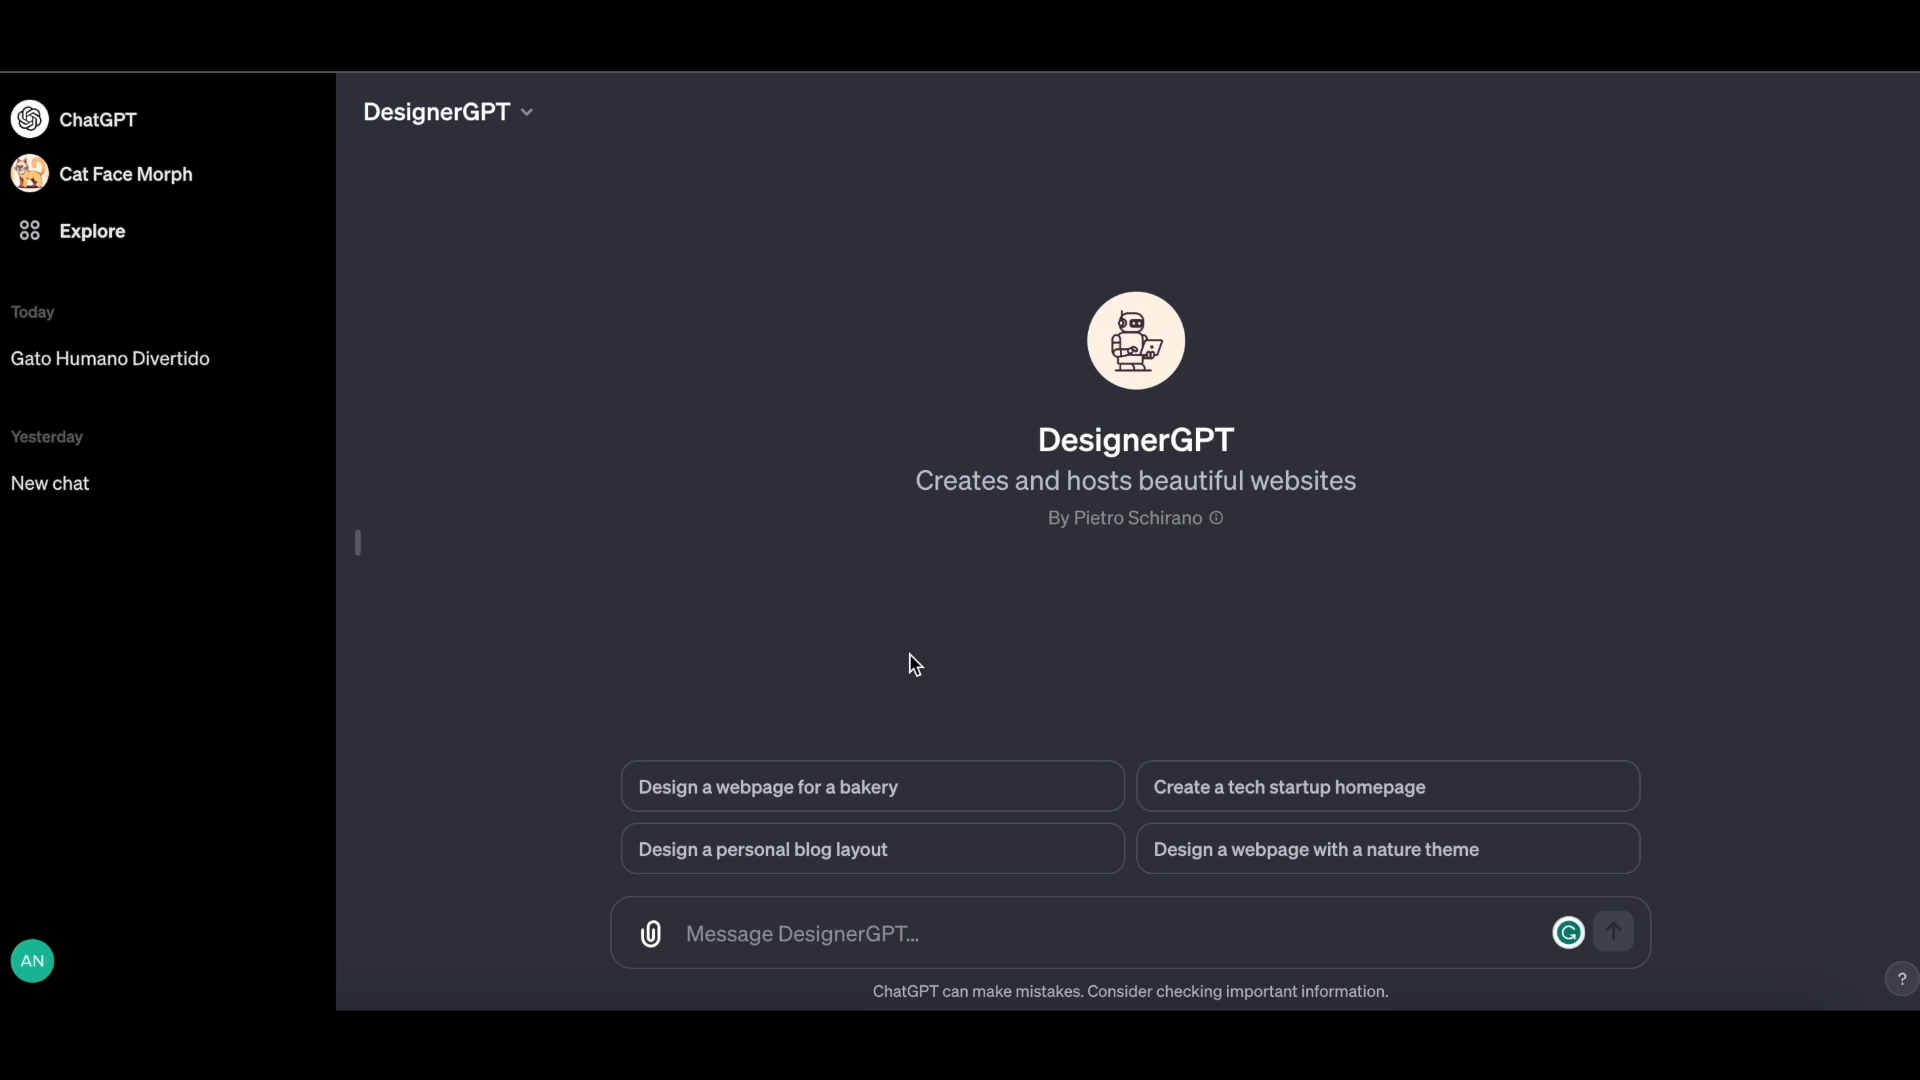 ChatGPT
Cat Face Morph
Explore
Today
Gato Humano Divertido
Yesterday
New chat
AN
DesignerGPT
DesignerGPT
Creates and hosts beautiful websites
By Pietro Schirano
Design a webpage for a bakery
Create a tech startup homepage
Design a personal blog layout
Design a webpage with a nature theme
Message DesignerGPT...
G
ChatGPT can make mistakes. Consider checking important information.
?